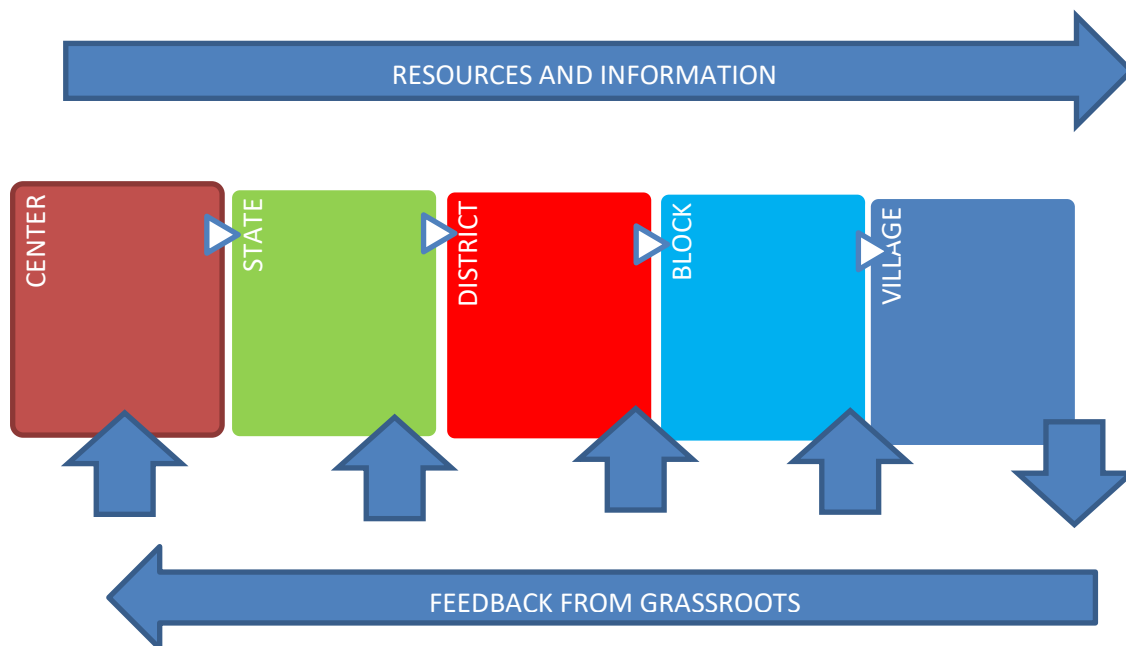 RESOURCES AND INFORMATION
CENTER
STATE
DISTRICT
BLOCK
VILLAGE
FEEDBACK FROM GRASSROOTS